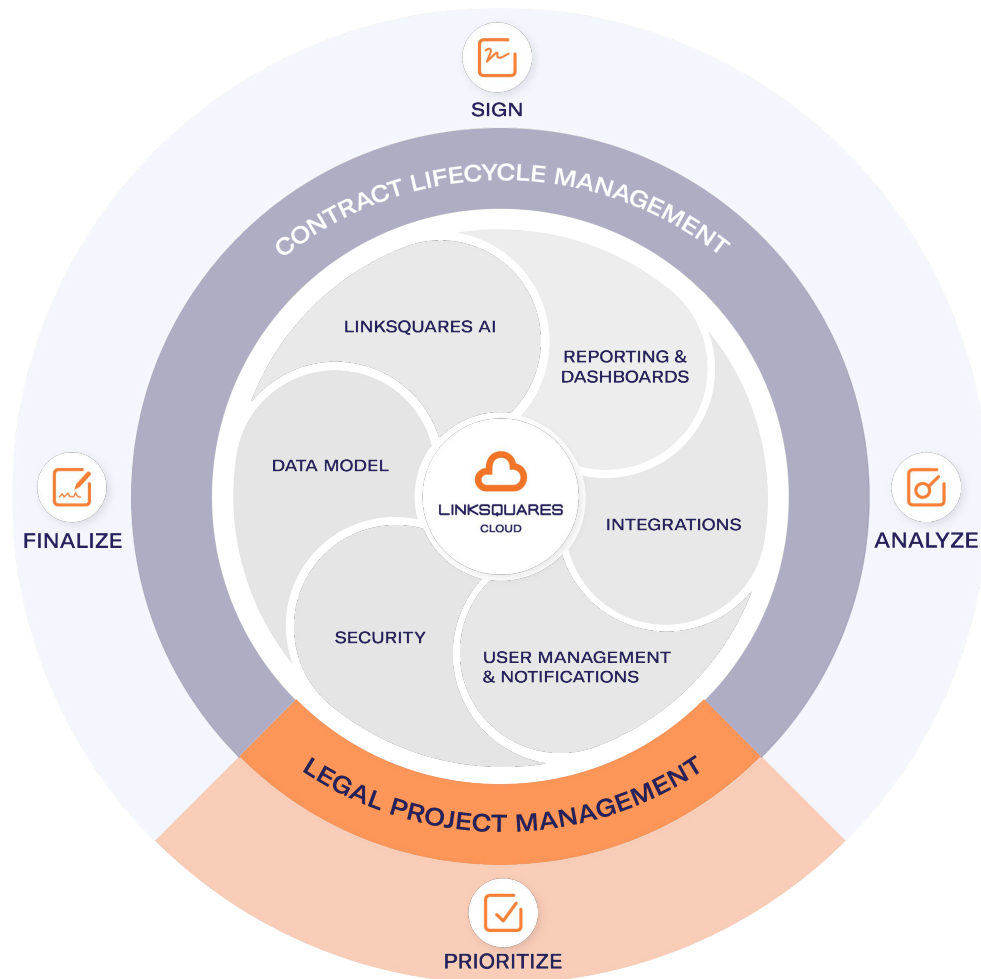 SIGN
CONTRACT LIFECYCLE MANAGEMENT
LINKSQUARES AI
REPORTING &
DASHBOARDS
DATA MODEL
LINKSQUARES
CLOUD
INTEGRATIONS
FINALIZE
ANALYZE
SECURITY
USER MANAGEMENT
& NOTIFICATIONS
LEGAL PROJECT MANAGEMENT
PRIORITIZE